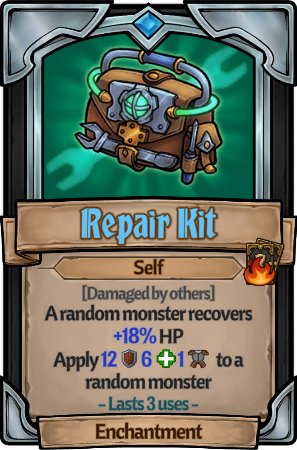 Repair Kit
Self
[Damaged by others]
A random monster recovers
+18% HP
Apply 12 6 1 to a
random monster
- Lasts 3 uses -
Enchantment